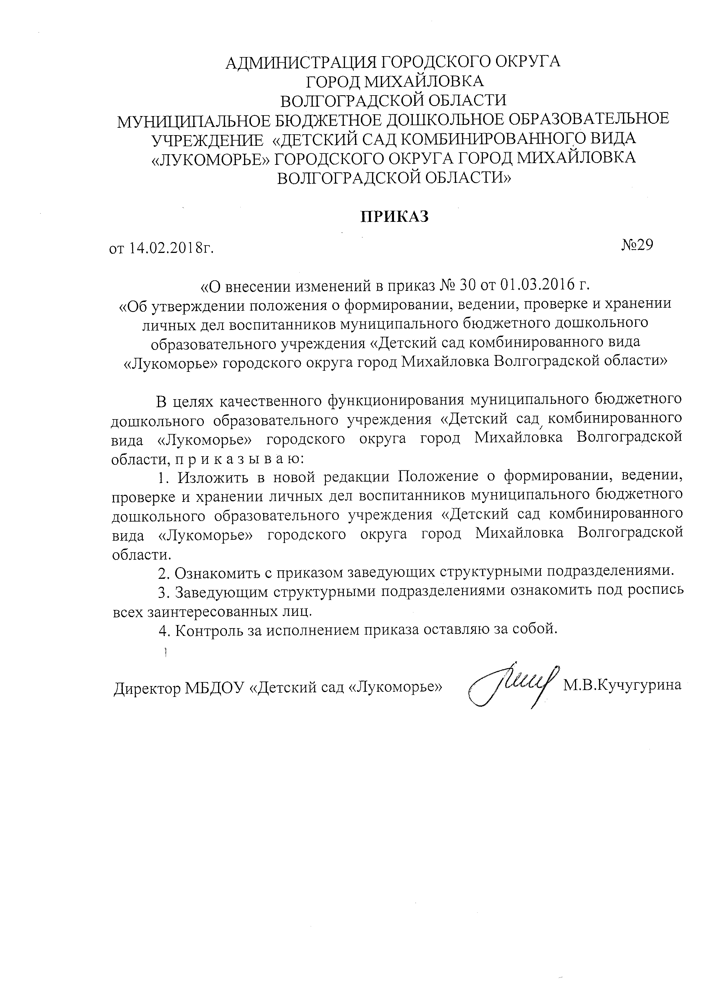 АДМИНИСТРАЦИЯ ГОРОДСКОГО ОКРУГА
ГОРОД МИХАЙЛОВКА
ВОЛГОГРАДСКОЙ ОБЛАСТИ
МУНИЦИПАЛЬНОЕ БЮДЖЕТНОЕ ДОШКОЛЬНОЕ ОБРАЗОВАТЕЛЬНОЕ
УЧРЕЖДЕНИЕ «ДЕТСКИЙ САД КОМБИНИРОВАННОГО ВИДА
«ЛУКОМОРЬЕ» ГОРОДСКОГО ОКРУГА ГОРОД МИХАЙЛОВКА
ВОЛГОГРАДСКОЙ ОБЛАСТИ»
ПРИКАЗ
от 14.02.2018г. №29
«О внесении изменений в приказ № 30 от 01.03.2016 г.
«Об утверждении положения о формировании, ведении, проверке и хранении
личных дел воспитанников муниципального бюджетного дошкольного
образовательного учреждения «Детский сад комбинированного вида
«Лукоморье» городского округа город Михайловка Волгоградской области»
В целях качественного функционирования муниципального бюджетного
дошкольного образовательного учреждения «Детский сад комбинированного
вида «Лукоморье» городского округа город Михайловка Волгоградской
области, п р и к а з ы в а ю:
1. Изложить в новой редакции Положение о формировании, ведении,
проверке и хранении личных дел воспитанников муниципального бюджетного
дошкольного образовательного учреждения «Детский сад комбинированного
вида «Лукоморье» городского округа город Михайловка Волгоградской
области.
2. Ознакомить с приказом заведующих структурными подразделениями.
3. Заведующим структурными подразделениями ознакомить под роспись
всех заинтересованных лиц.
4. Контроль за исполнением приказа оставляю за собой.
Директор МБДОУ «Детский сад «Лукоморье» М.В.Кучугурина